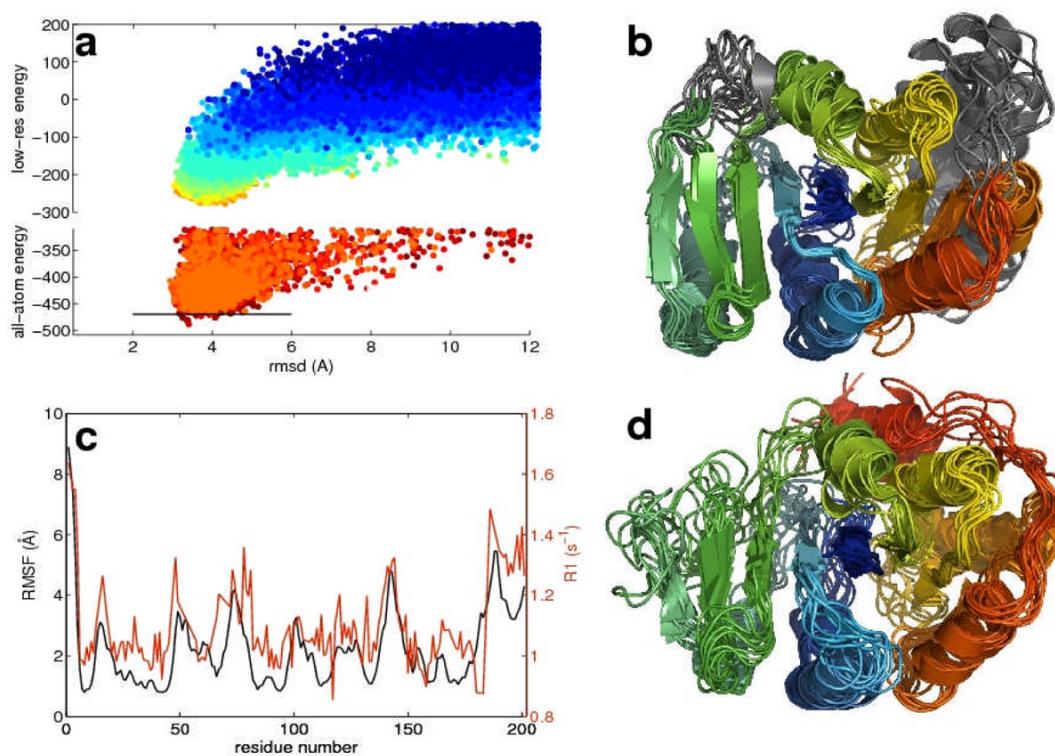 a
low-res energy
200
100
0
-100
-200
-300
all-atom energy
-350
-400
-450
-500
2 4 6 8 10 12
rmsd (A)
b
c
RMSF (Å)
10
8
6
4
2
0
R1 (s⁻¹)
1.8
1.6
1.4
1.2
1
0.8
0 50 100 150 200
residue number
d